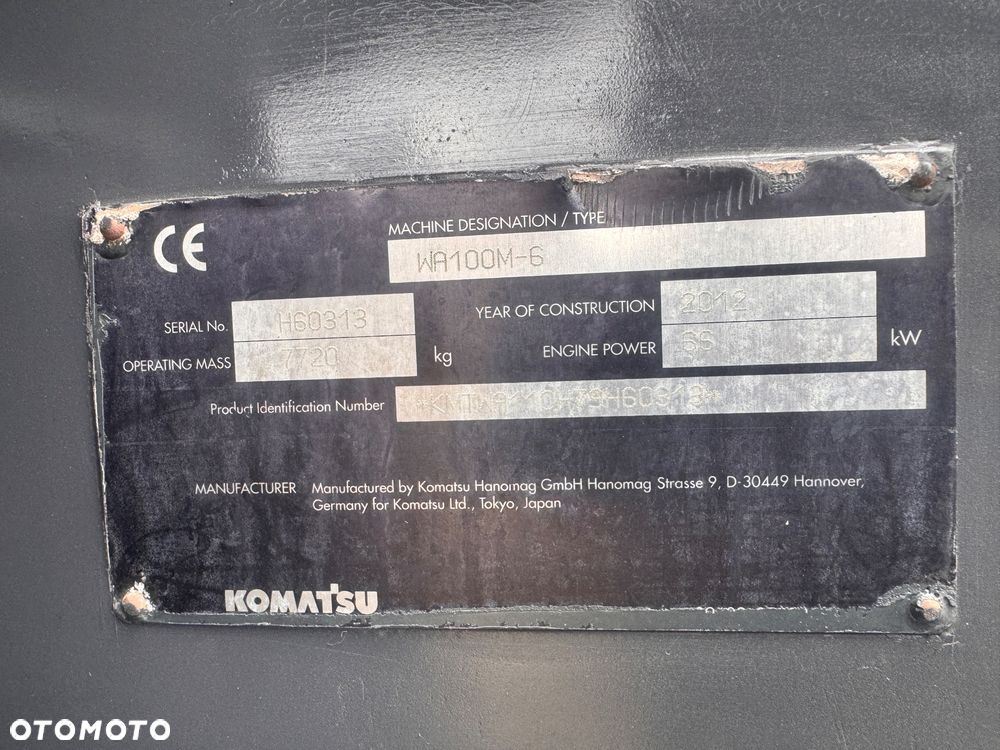 CE
MACHINE DESIGNATION / TYPE
WA100M-6
SERIAL No. H60313
YEAR OF CONSTRUCTION 2012
OPERATING MASS 7720 kg
ENGINE POWER kW
Product Identification Number
MANUFACTURER Manufactured by Komatsu Hanomag GmbH Hanomag Strasse 9, D-30449 Hannover,
Germany for Komatsu Ltd., Tokyo, Japan
KOMATSU
OTOMOTO